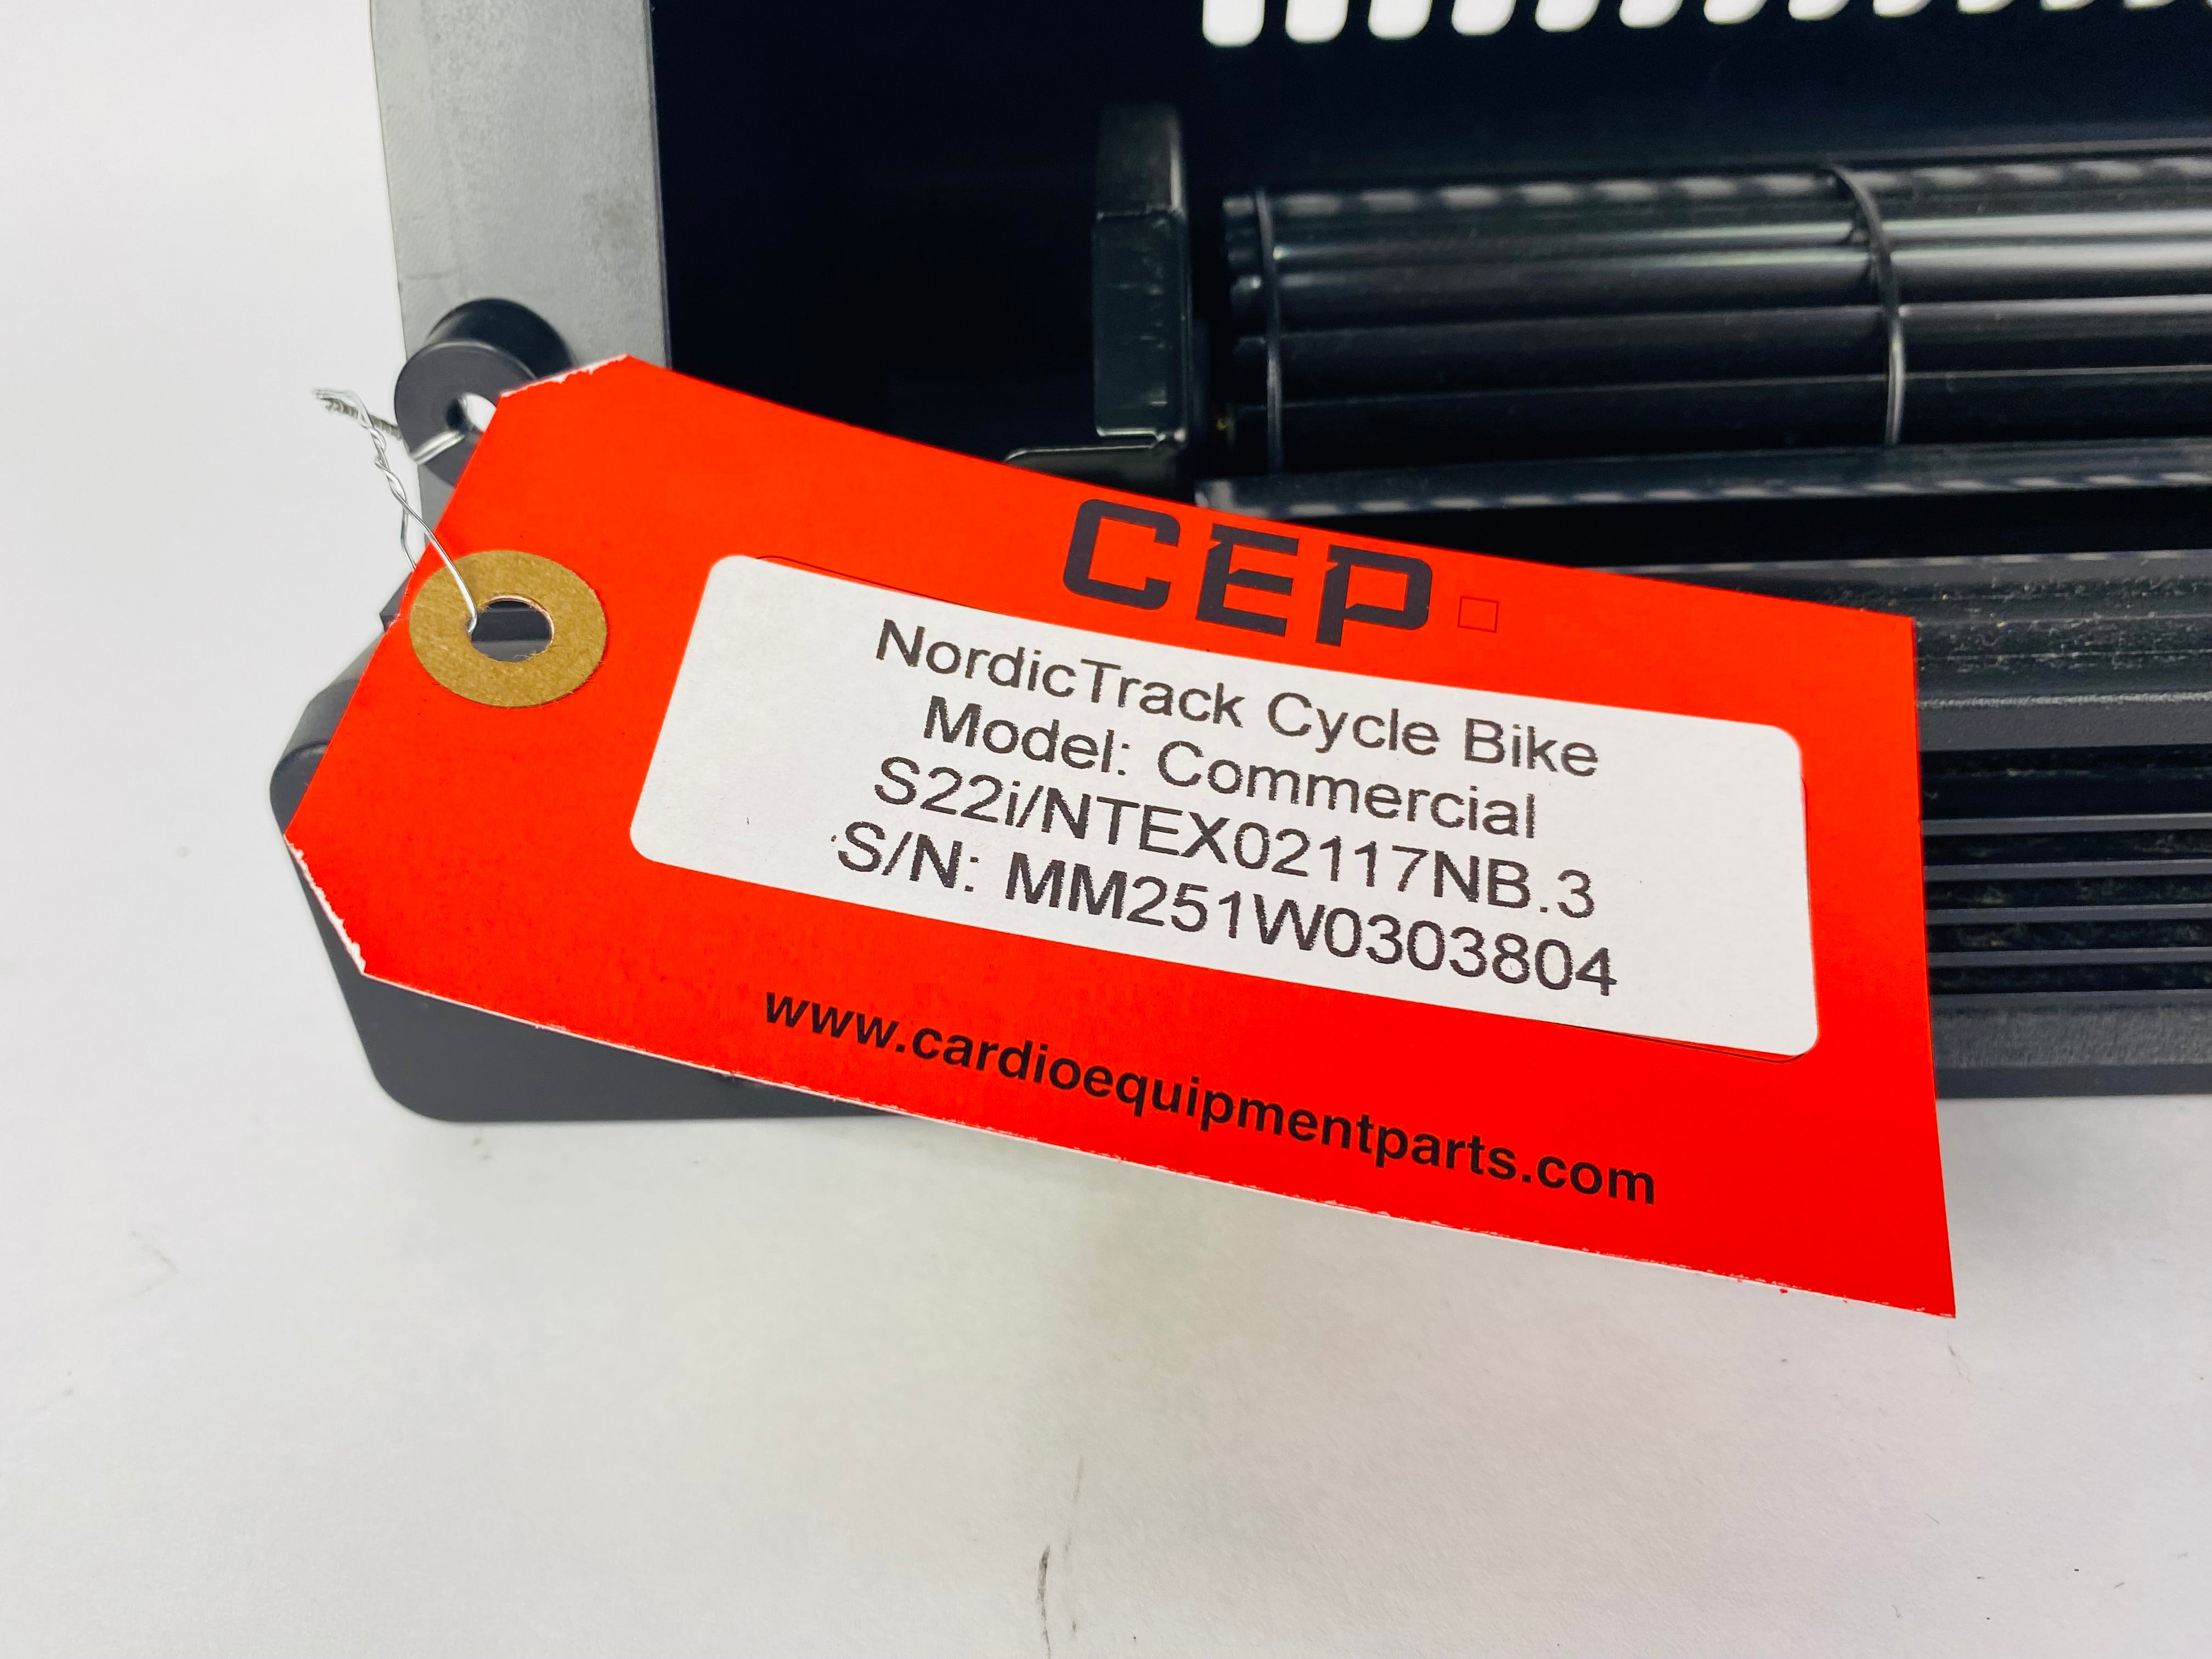 CEP
NordicTrack Cycle Bike
Model: Commercial
S22i/NTEX02117NB.3
S/N: MM251W0303804
www.cardioequipmentparts.com